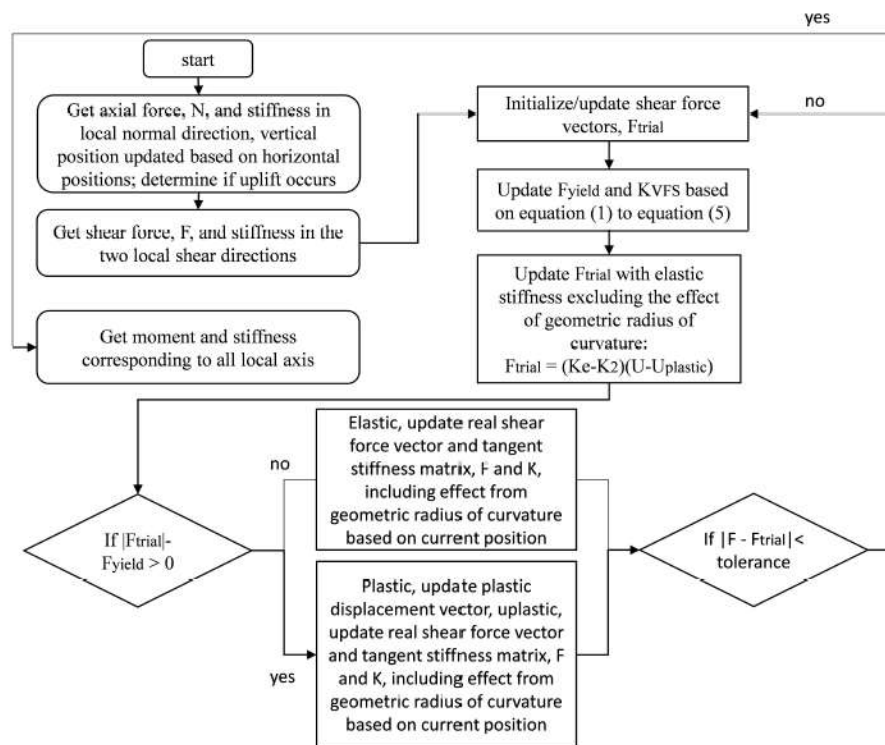 yes
start
Get axial force, N, and stiffness in
local normal direction, vertical
position updated based on horizontal
positions; determine if uplift occurs
Get shear force, F, and stiffness in the
two local shear directions
Get moment and stiffness
corresponding to all local axis
Initialize/update shear force
vectors, Ftrial
no
Update Fyield and KVFS based
on equation (1) to equation (5)
Update Ftrial with elastic
stiffness excluding the effect
of geometric radius of
curvature:
Ftrial = (Ke-K2)(U-Uplastic)
If |Ftrial|-
Fyield > 0
no
Elastic, update real shear
force vector and tangent
stiffness matrix, F and K,
including effect from
geometric radius of curvature
based on current position
yes
Plastic, update plastic
displacement vector, uplastic,
update real shear force vector
and tangent stiffness matrix, F
and K, including effect from
geometric radius of curvature
based on current position
If |F - Ftrial|<
tolerance